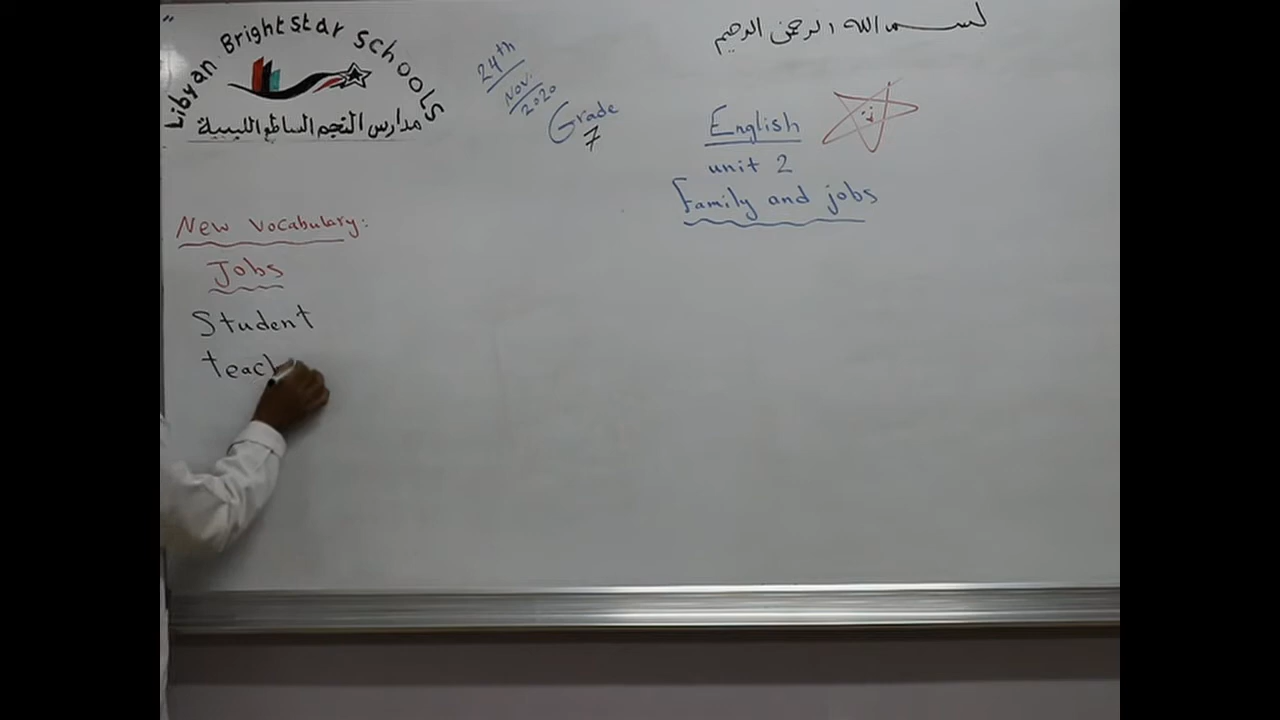 Libyan Bright Star Schools
مدارس النجم الساطع الليبية
24th
Nov.
2020
Grade
7
بسم الله الرحمن الرحيم
English
unit 2
Family and jobs
New Vocabulary:
Jobs
Student
teach